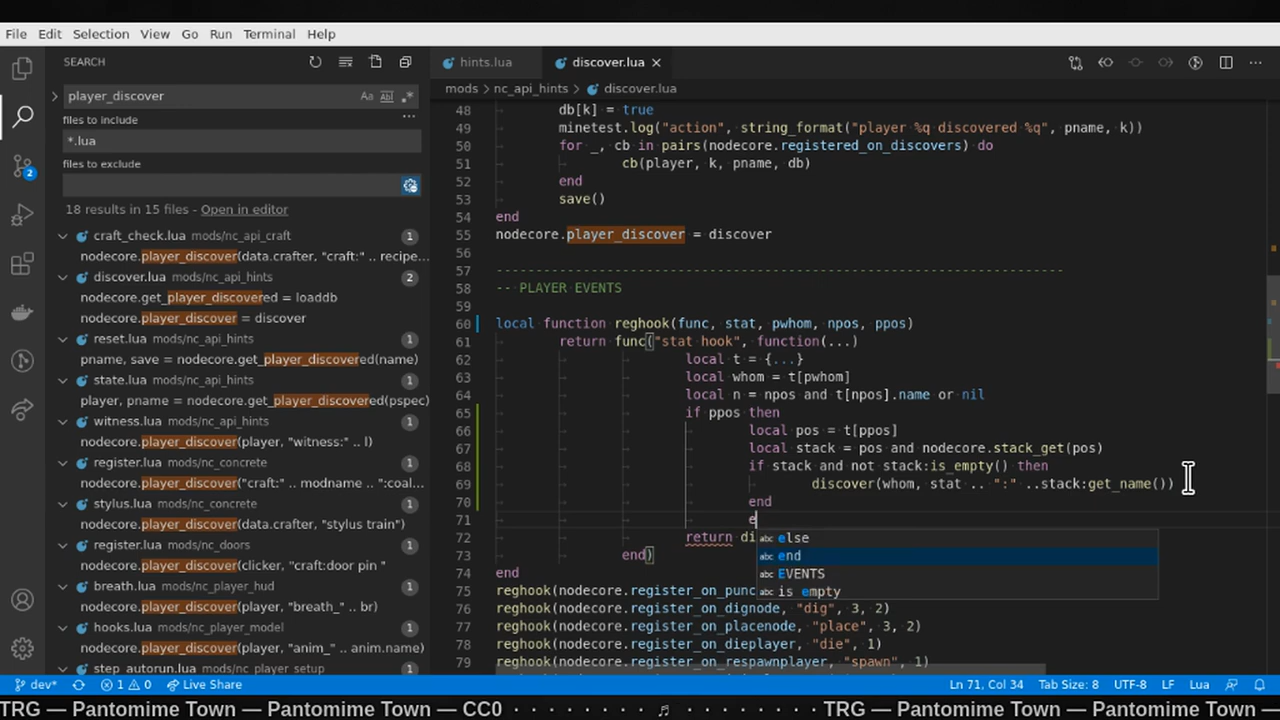 File Edit Selection View Go Run Terminal Help
SEARCH
player_discover
files to include
*.lua
files to exclude
18 results in 15 files - Open in editor
craft_check.lua mods/nc_api_craft 1
nodecore.player_discover(data.crafter, "craft:" .. recipe...
discover.lua mods/nc_api_hints 2
nodecore.get_player_discovered = loaddb
nodecore.player_discover = discover
reset.lua mods/nc_api_hints 1
pname, save = nodecore.get_player_discovered(name)
state.lua mods/nc_api_hints 1
player, pname = nodecore.get_player_discovered(pspec)
witness.lua mods/nc_api_hints 1
nodecore.player_discover(player, "witness:" .. l)
register.lua mods/nc_concrete 1
nodecore.player_discover("craft:" .. modname .. ":coal...
stylus.lua mods/nc_concrete 1
nodecore.player_discover(data.crafter, "stylus train")
register.lua mods/nc_doors 1
nodecore.player_discover(clicker, "craft:door pin "
breath.lua mods/nc_player_hud 1
nodecore.player_discover(player, "breath_" .. br)
hooks.lua mods/nc_player_model 1
nodecore.player_discover(player, "anim_" .. anim.name)
step_autorun.lua mods/nc_player_setup 1
hints.lua discover.lua
mods > nc_api_hints > discover.lua
48 db[k] = true
49 minetest.log("action", string_format("player %q discovered %q", pname, k))
50 for _, cb in pairs(nodecore.registered_on_discovers) do
51 cb(player, k, pname, db)
52 end
53 save()
54 end
55 nodecore.player_discover = discover
56
57 ------------------------------------------------------------------------
58 -- PLAYER EVENTS
59
60 local function reghook(func, stat, pwhom, npos, ppos)
61 return func("stat hook", function(...)
62 local t = {...}
63 local whom = t[pwhom]
64 local n = npos and t[npos].name or nil
65 if ppos then
66 local pos = t[ppos]
67 local stack = pos and nodecore.stack_get(pos)
68 if stack and not stack:is_empty() then
69 discover(whom, stat .. ":" ..stack:get_name())
70 end
71 e
72 return di
else
end
EVENTS
is_empty
73 end)
74 end
75 reghook(nodecore.register_on_punc
76 reghook(nodecore.register_on_dignode, "dig", 3, 2)
77 reghook(nodecore.register_on_placenode, "place", 3, 2)
78 reghook(nodecore.register_on_dieplayer, "die", 1)
79 reghook(nodecore.register_on_respawnplayer, "spawn", 1)
2
dev* 1 0 Live Share Ln 71, Col 34 Tab Size: 8 UTF-8 LF Lua
TRG — Pantomime Town — Pantomime Town — CC0 · · · · · · · · ♬ · · · · · · · · TRG — Pantomime Town — Pantomime Town —